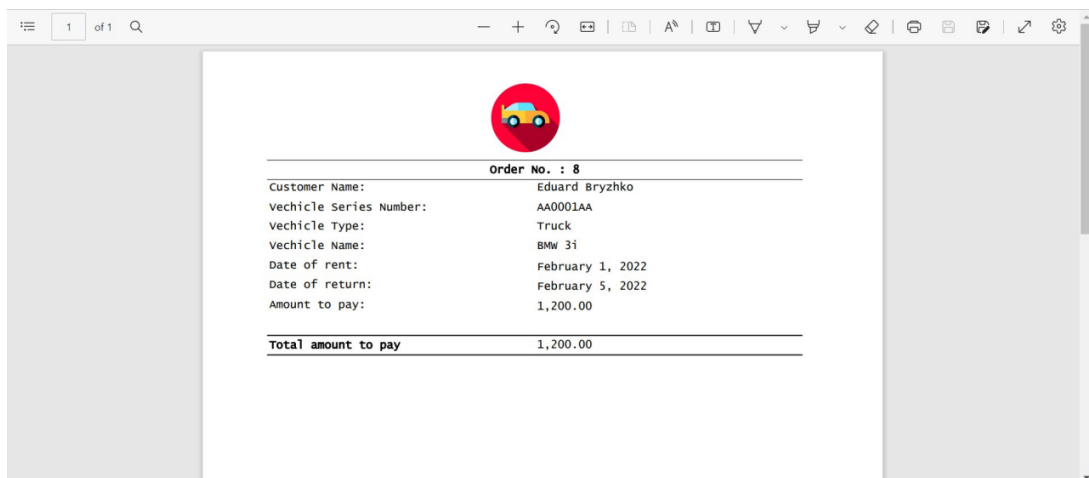 1 of 1
Order No. : 8
Customer Name: Eduard Bryzhko
Vechicle Series Number: AA0001AA
Vechicle Type: Truck
Vechicle Name: BMW 3i
Date of rent: February 1, 2022
Date of return: February 5, 2022
Amount to pay: 1,200.00
Total amount to pay 1,200.00